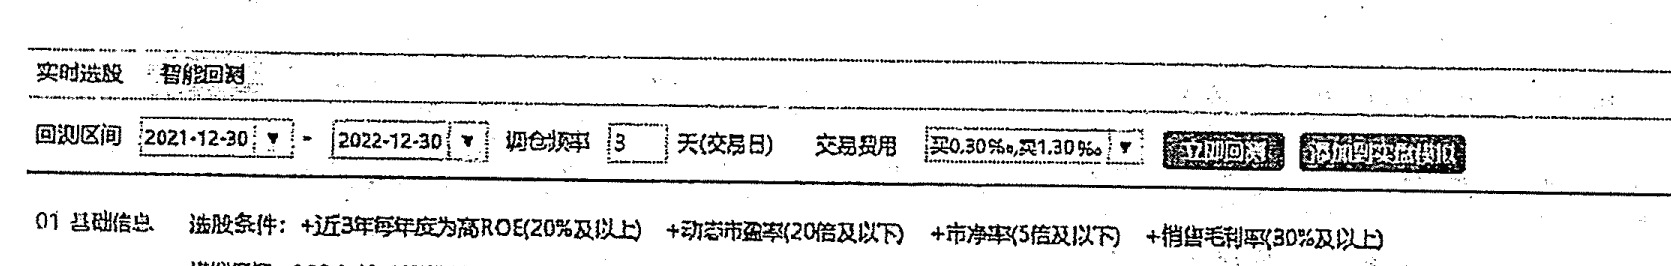 实时选股 智能回测
回测区间 2021-12-30 ▼ - 2022-12-30 ▼ 调仓频率 3 天(交易日) 交易费用 买0.30‰,卖1.30‰ ▼ 立即回测 添加到实盘模拟
01 基础信息 选股条件: +近3年每年度为高ROE(20%及以上) +动态市盈率(20倍及以下) +市净率(5倍及以下) +销售毛利率(30%及以上)